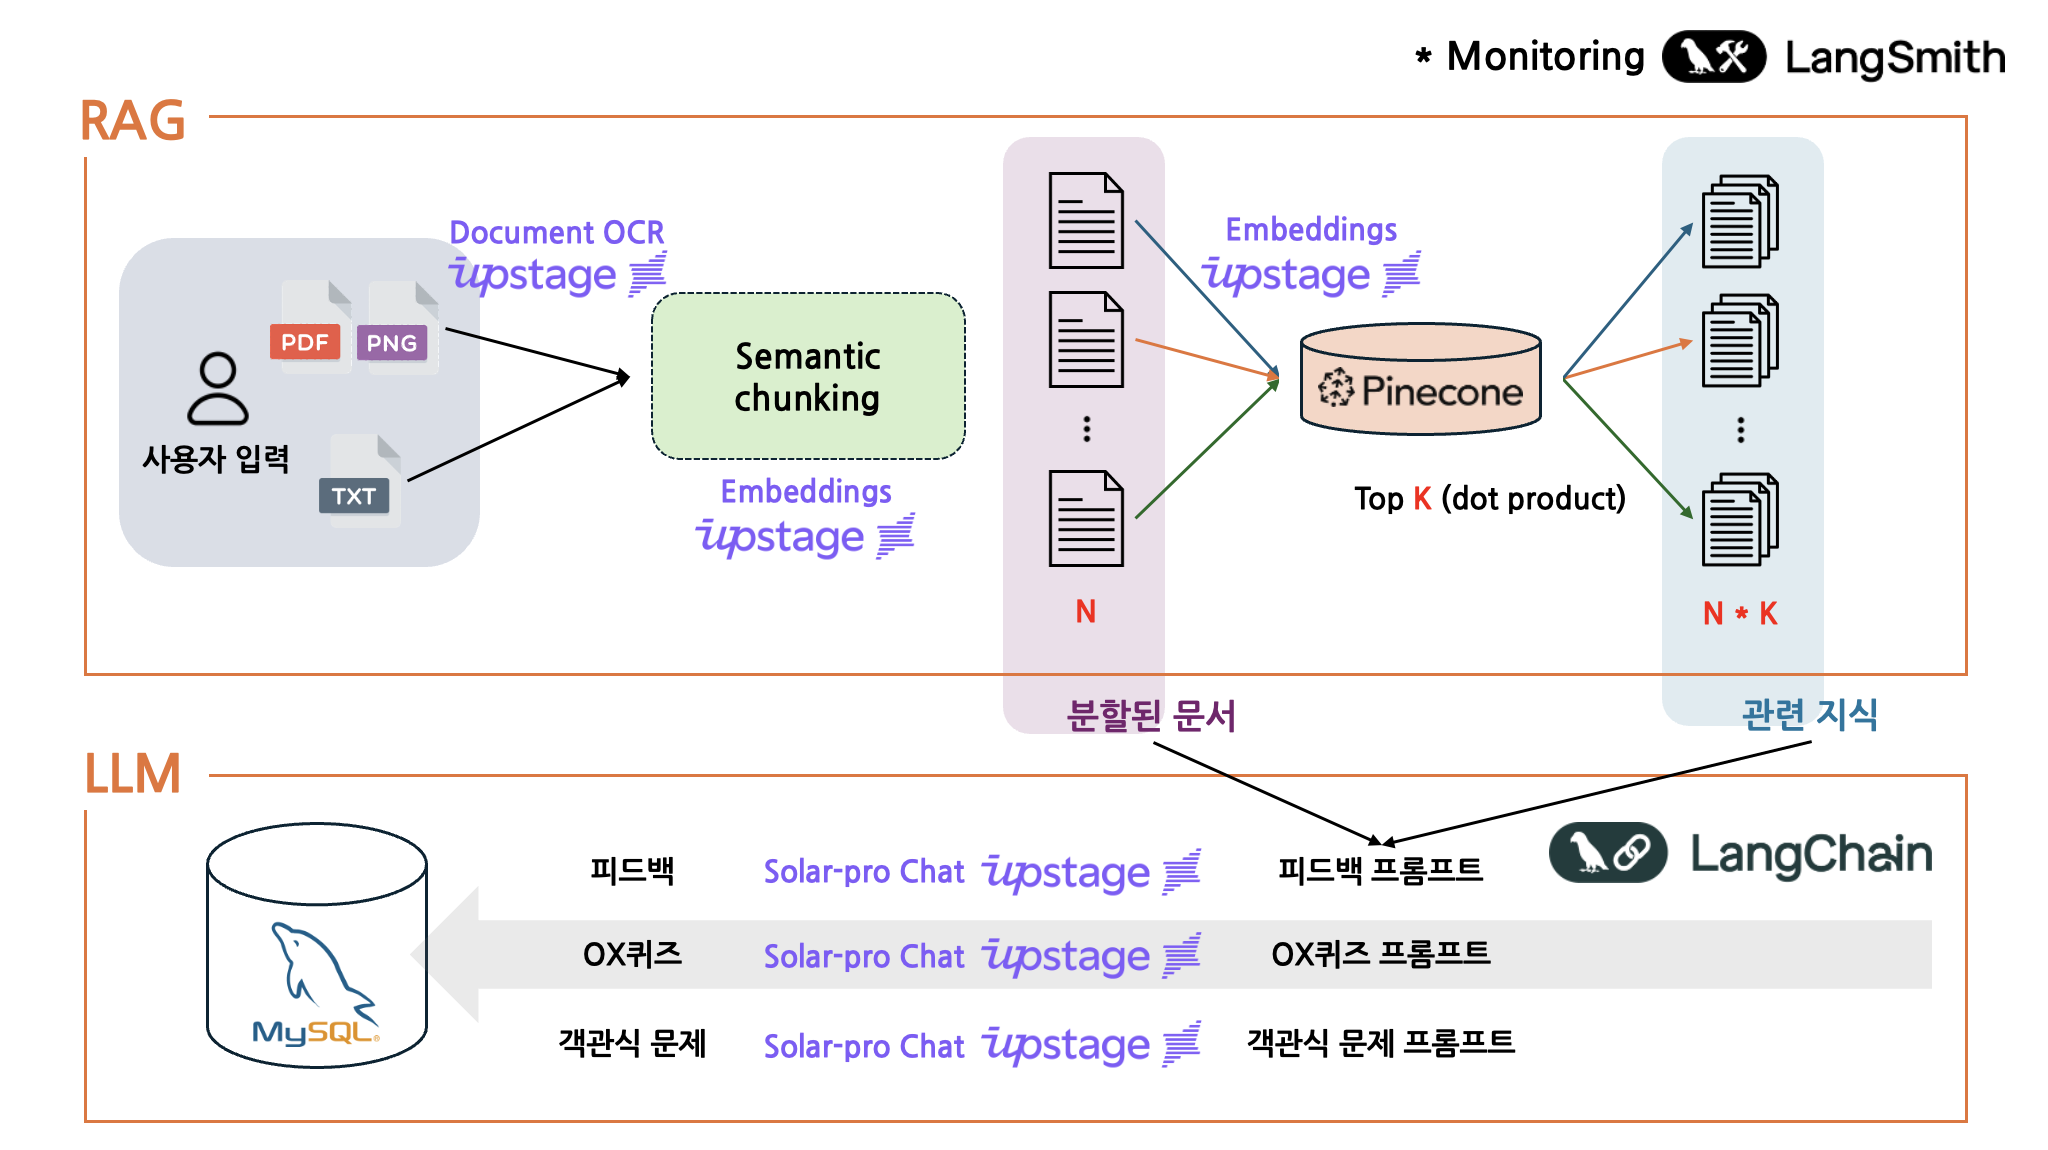 * Monitoring LangSmith
RAG
Document OCR
upstage
PDF
PNG
사용자 입력
TXT
Semantic
chunking
Embeddings
upstage
N
Embeddings
upstage
Pinecone
Top K (dot product)
N * K
분할된 문서
관련 지식
LLM
LangChain
피드백 Solar-pro Chat upstage 피드백 프롬프트
OX퀴즈 Solar-pro Chat upstage OX퀴즈 프롬프트
객관식 문제 Solar-pro Chat upstage 객관식 문제 프롬프트
MySQL®